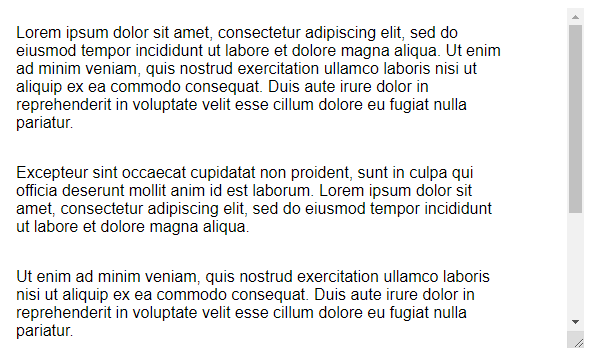 Lorem ipsum dolor sit amet, consectetur adipiscing elit, sed do
eiusmod tempor incididunt ut labore et dolore magna aliqua. Ut enim
ad minim veniam, quis nostrud exercitation ullamco laboris nisi ut
aliquip ex ea commodo consequat. Duis aute irure dolor in
reprehenderit in voluptate velit esse cillum dolore eu fugiat nulla
pariatur.
Excepteur sint occaecat cupidatat non proident, sunt in culpa qui
officia deserunt mollit anim id est laborum. Lorem ipsum dolor sit
amet, consectetur adipiscing elit, sed do eiusmod tempor incididunt
ut labore et dolore magna aliqua.
Ut enim ad minim veniam, quis nostrud exercitation ullamco laboris
nisi ut aliquip ex ea commodo consequat. Duis aute irure dolor in
reprehenderit in voluptate velit esse cillum dolore eu fugiat nulla
pariatur.